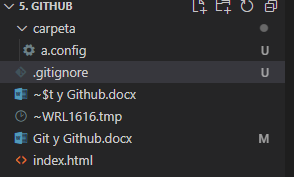 5. GITHUB
carpeta
a.config U
.gitignore U
~$t y Github.docx
~WRL1616.tmp
Git y Github.docx M
index.html